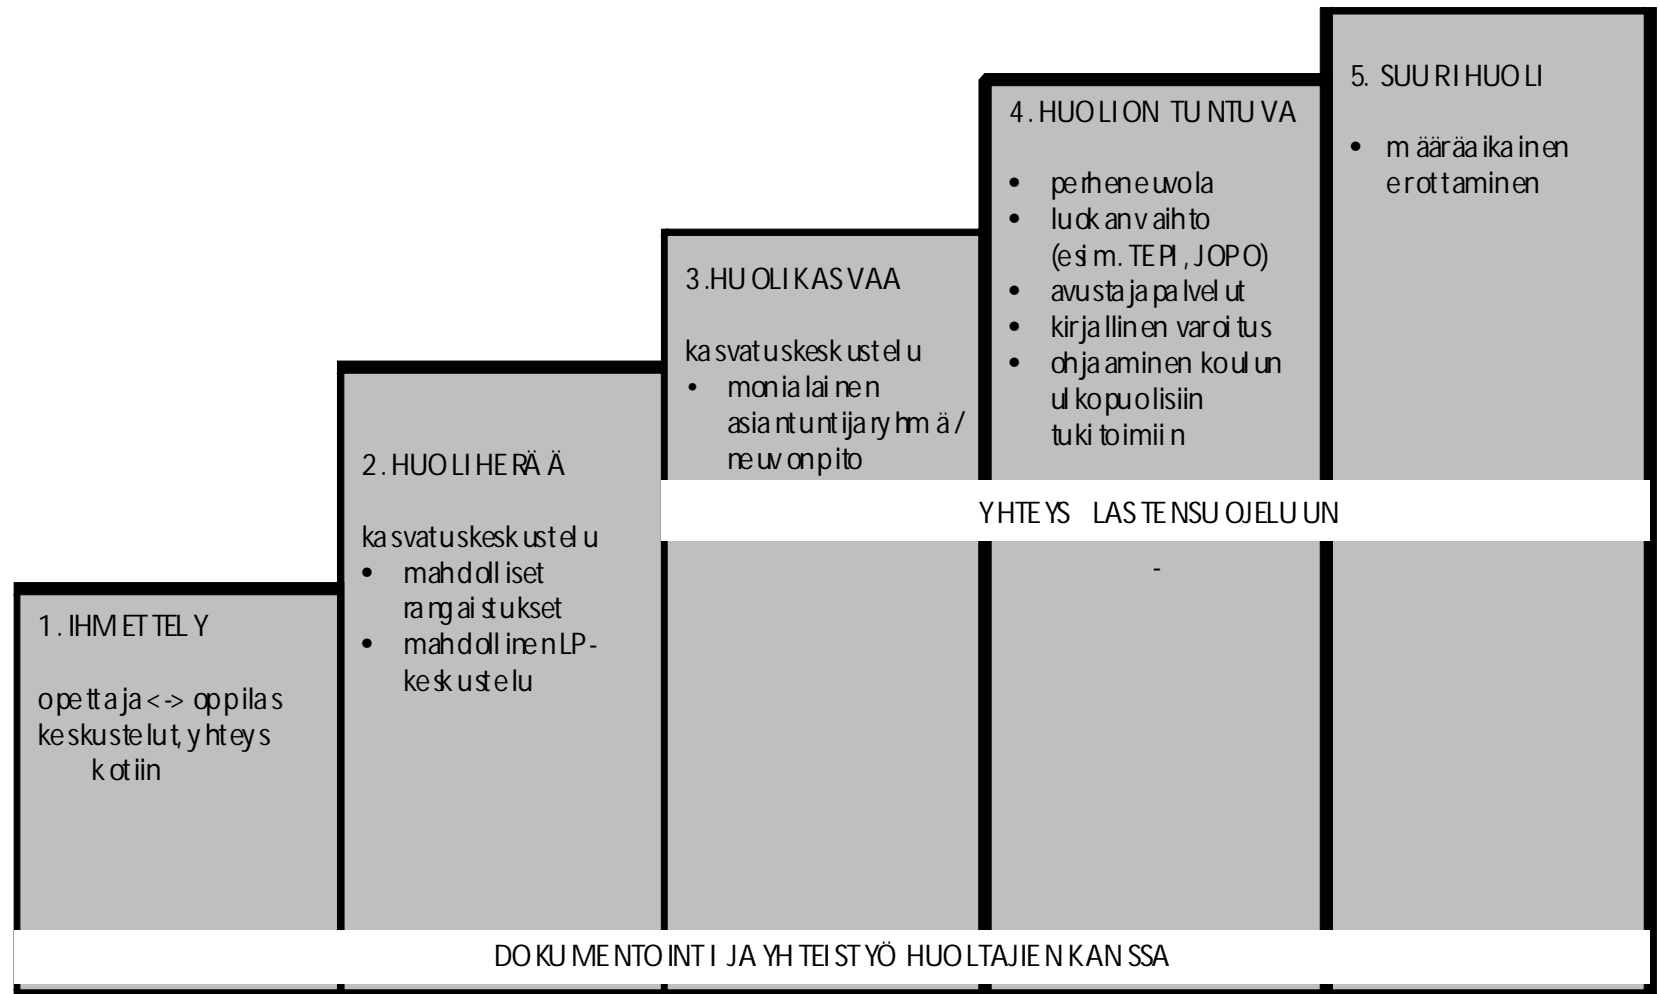 1. IHMETTELY
opettaja <-> oppilas
keskustelut, yhteys
kotiin
2. HUOLI HERÄÄ
kasvatuskeskustelu
• mahdolliset
rangaistukset
• mahdollinen LP-
keskustelu
3. HUOLI KASVAA
kasvatuskeskustelu
• monialainen
asiantuntijaryhmä /
neuvonpito
4. HUOLI ON TUNTUVA
• perheneuvola
• luokanvaihto
(esim. TEPI, JOPO)
• avustajapalvelut
• kirjallinen varoitus
• ohjaaminen koulun
ulkopuolisiin
tukitoimiin
5. SUURI HUOLI
• määräaikainen
erottaminen
YHTEYS LASTENSUOJELUUN
-
DOKUMENTOINTI JA YHTEISTYÖ HUOLTAJIEN KANSSA